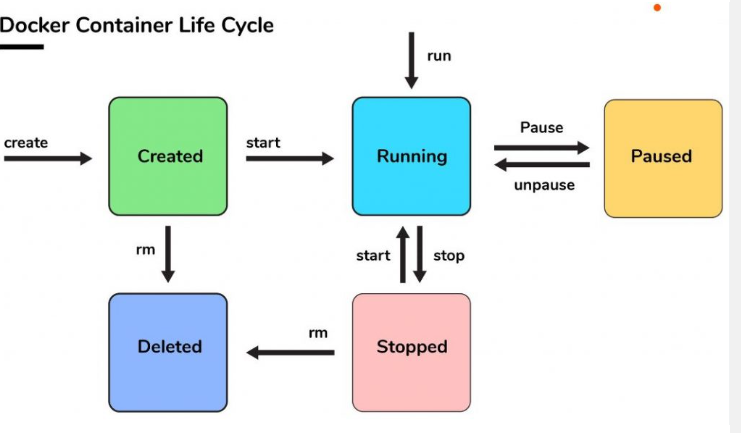 Docker Container Life Cycle
run
create
Created
start
Running
Pause
unpause
Paused
rm
start
stop
Deleted
rm
Stopped